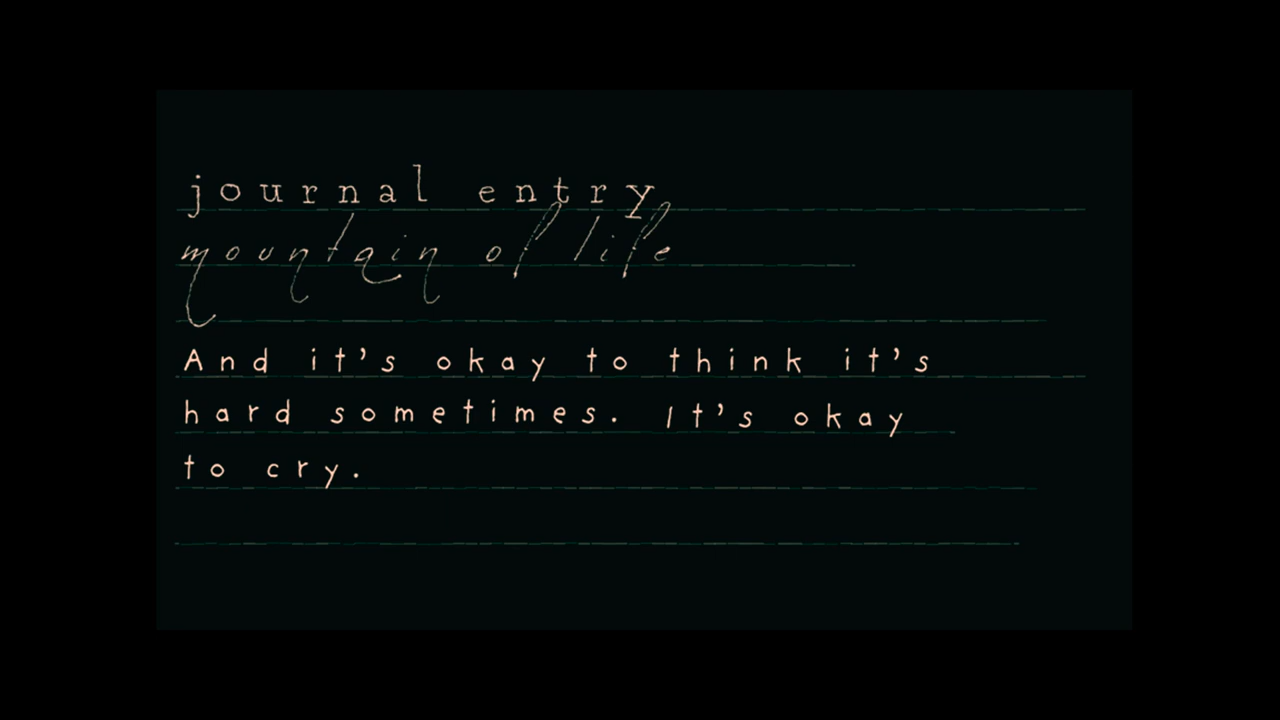 journal entry
mountain of life
And it's okay to think it's
hard sometimes. It's okay
to cry.